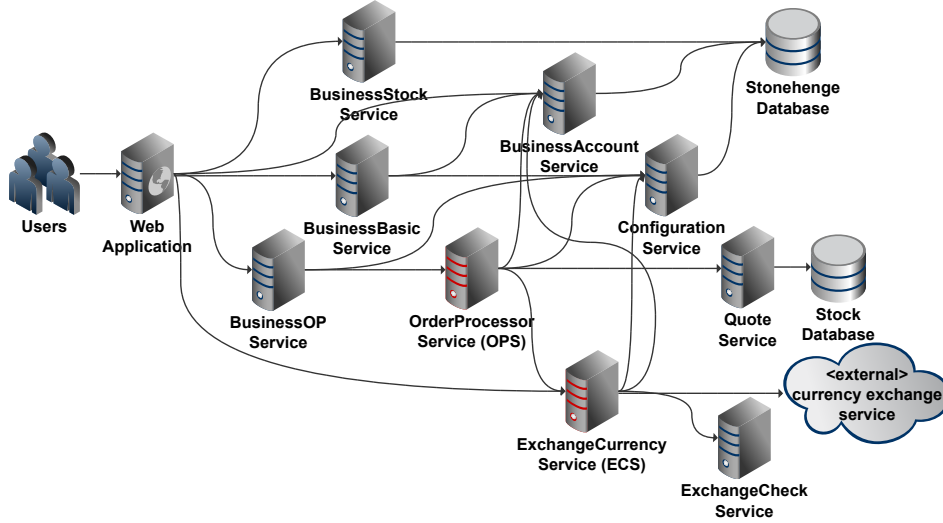 BusinessStock
Service
Stonehenge
Database
BusinessAccount
Service
Users
Web
Application
BusinessBasic
Service
Configuration
Service
BusinessOP
Service
OrderProcessor
Service (OPS)
Quote
Service
Stock
Database
<external>
currency exchange
service
ExchangeCurrency
Service (ECS)
ExchangeCheck
Service